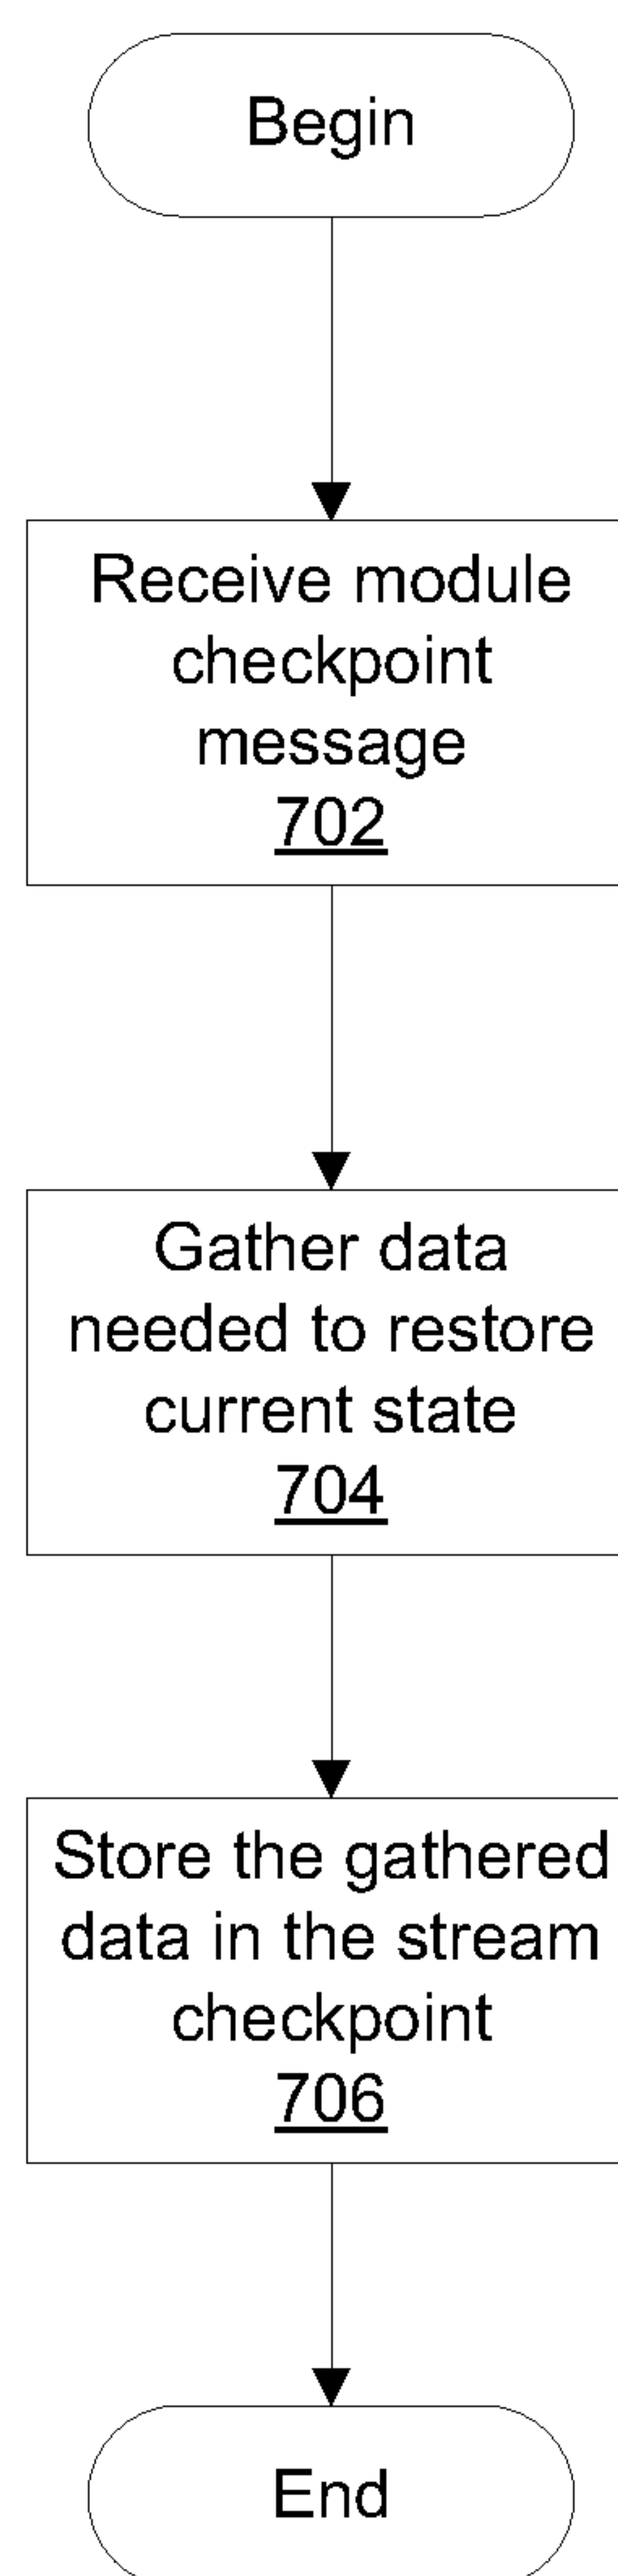 Begin
Receive module
checkpoint
message
702
Gather data
needed to restore
current state
704
Store the gathered
data in the stream
checkpoint
706
End